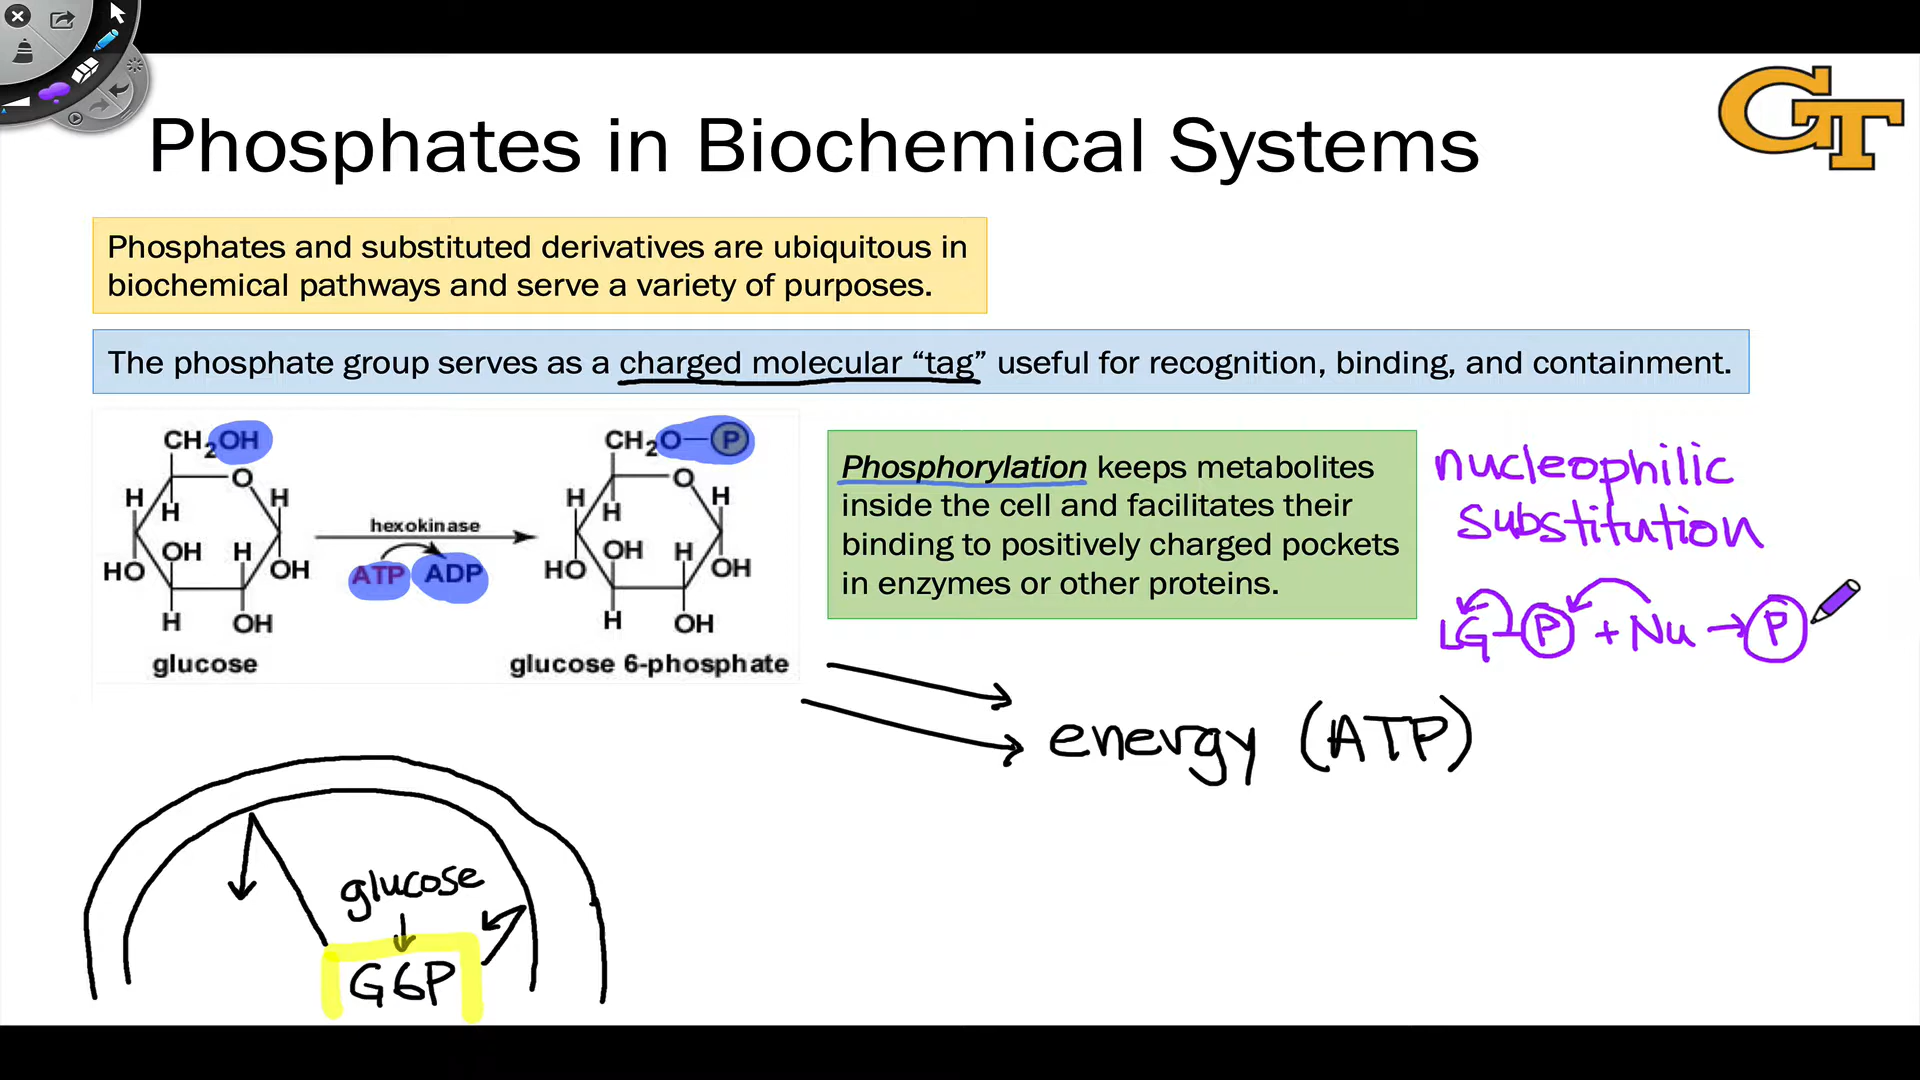 GT
Phosphates in Biochemical Systems
Phosphates and substituted derivatives are ubiquitous in
biochemical pathways and serve a variety of purposes.
The phosphate group serves as a charged molecular “tag” useful for recognition, binding, and containment.
CH2OH
O
H
H
H
OH
H
HO
OH
H
OH
glucose
hexokinase
ATP
ADP
CH2O—P
O
H
H
H
OH
H
HO
OH
H
OH
glucose 6-phosphate
Phosphorylation keeps metabolites
inside the cell and facilitates their
binding to positively charged pockets
in enzymes or other proteins.
nucleophilic
substitution
LG–P + Nu → P
energy (ATP)
glucose
G6P